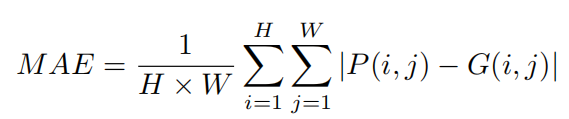 MAE = \frac{1}{H \times W} \sum_{i=1}^{H} \sum_{j=1}^{W} |P(i,j) - G(i,j)|